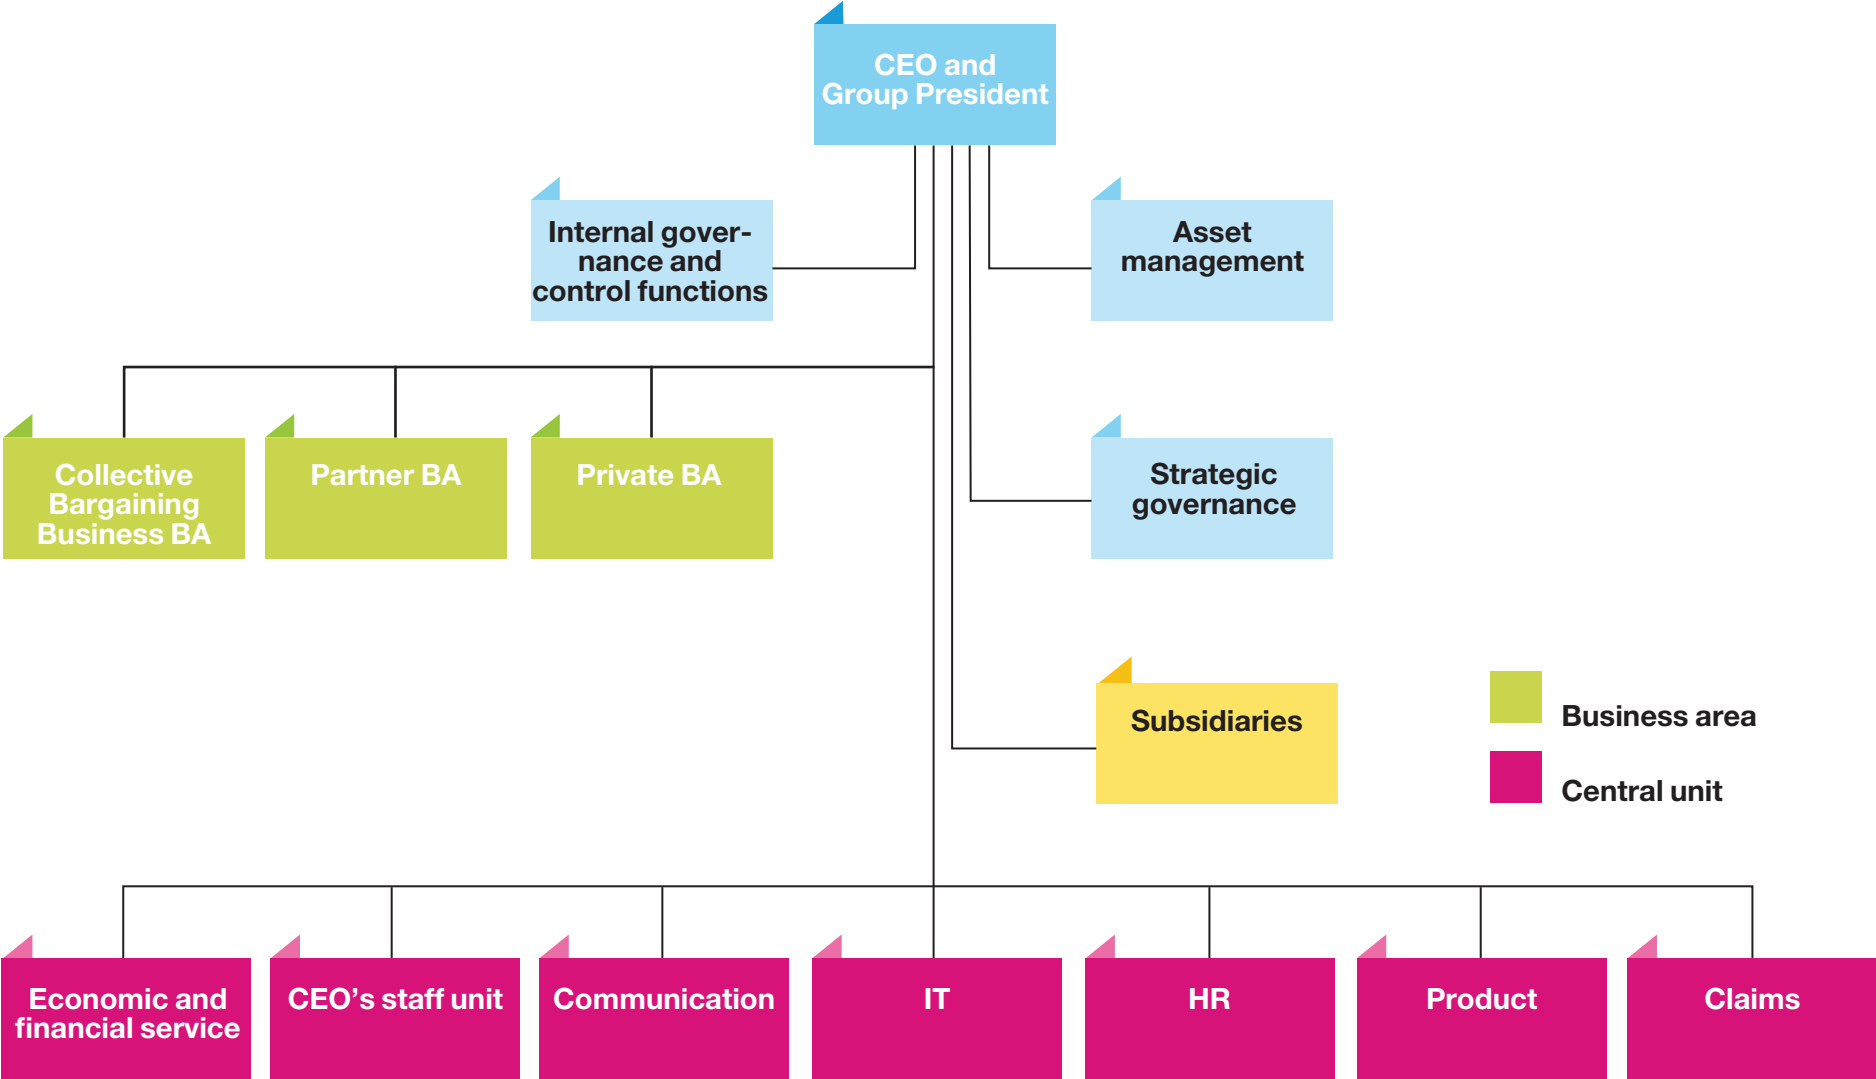 CEO and
Group President
Internal gover-
nance and
control functions
Asset
management
Collective
Bargaining
Business BA
Partner BA
Private BA
Strategic
governance
Subsidiaries
Business area
Central unit
Economic and
financial service
CEO’s staff unit
Communication
IT
HR
Product
Claims